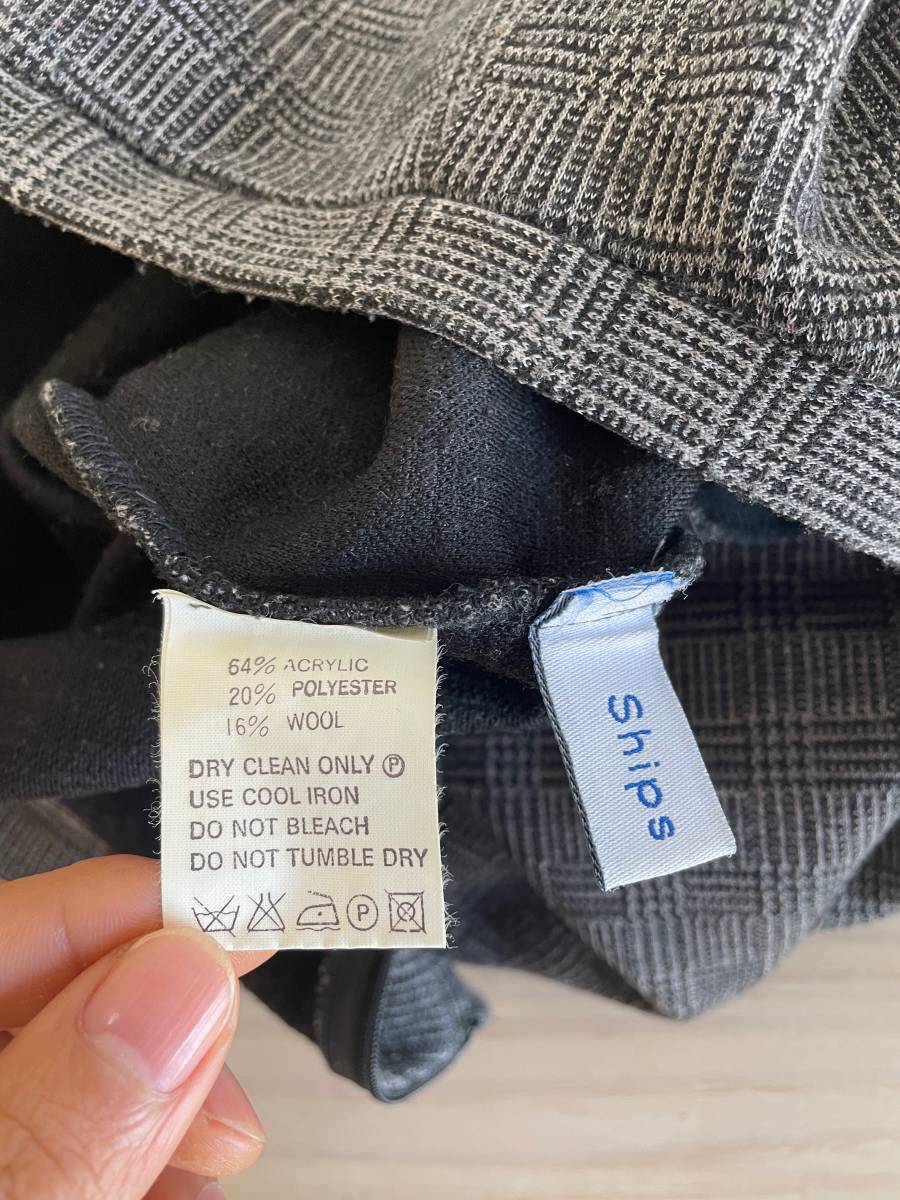 64% ACRYLIC
20% POLYESTER
16% WOOL
DRY CLEAN ONLY Ⓟ
USE COOL IRON
DO NOT BLEACH
DO NOT TUMBLE DRY
Ⓟ
Ships